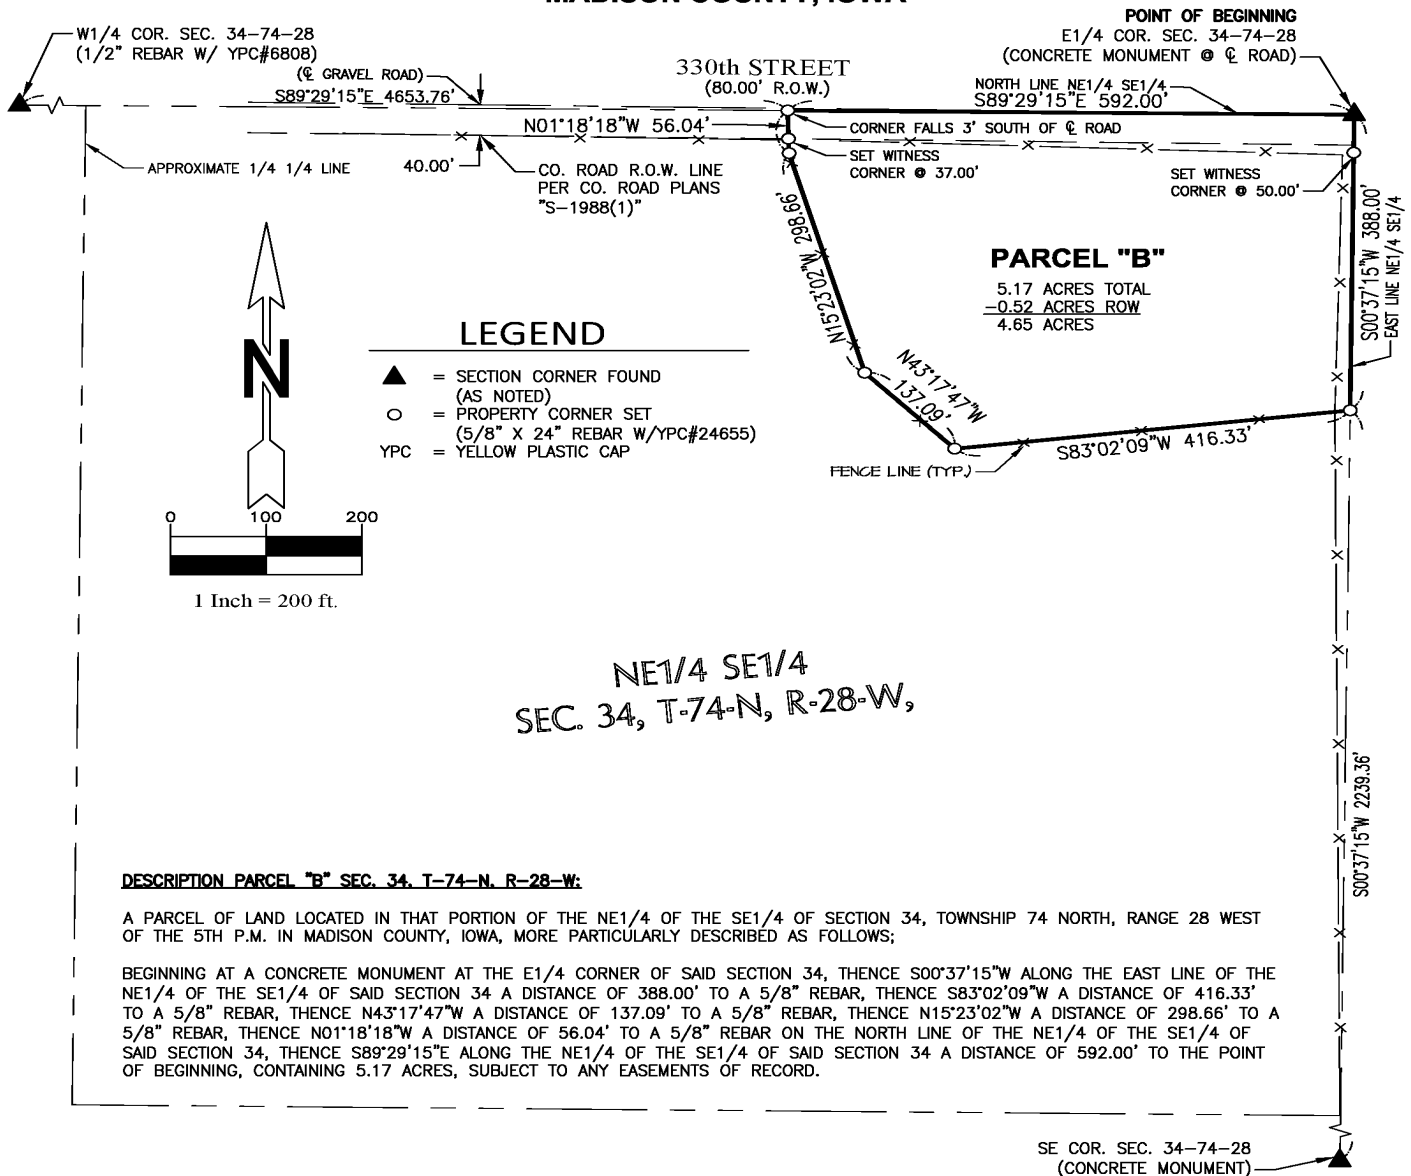 MADISON COUNTY, IOWA
W1/4 COR. SEC. 34-74-28
(1/2" REBAR W/ YPC#6808)
(℄ GRAVEL ROAD)
S89°29'15"E 4653.76'
330th STREET
(80.00' R.O.W.)
POINT OF BEGINNING
E1/4 COR. SEC. 34-74-28
(CONCRETE MONUMENT @ ℄ ROAD)
NORTH LINE NE1/4 SE1/4
S89°29'15"E 592.00'
N01°18'18"W 56.04'
CORNER FALLS 3' SOUTH OF ℄ ROAD
APPROXIMATE 1/4 1/4 LINE
40.00'
CO. ROAD R.O.W. LINE
PER CO. ROAD PLANS
"S-1988(1)"
SET WITNESS
CORNER @ 37.00'
SET WITNESS
CORNER @ 50.00'
N15°23'02"W 298.66'
S00°37'15"W 388.00'
EAST LINE NE1/4 SE1/4
PARCEL "B"
5.17 ACRES TOTAL
-0.52 ACRES ROW
4.65 ACRES
N
LEGEND
= SECTION CORNER FOUND
(AS NOTED)
= PROPERTY CORNER SET
(5/8" X 24" REBAR W/YPC#24655)
YPC = YELLOW PLASTIC CAP
N43°17'47"W
137.09'
S83°02'09"W 416.33'
FENCE LINE (TYP.)
0 100 200
1 Inch = 200 ft.
NE1/4 SE1/4
SEC. 34, T-74-N, R-28-W,
S00°37'15"W 2239.36'
DESCRIPTION PARCEL "B" SEC. 34. T-74-N. R-28-W:
A PARCEL OF LAND LOCATED IN THAT PORTION OF THE NE1/4 OF THE SE1/4 OF SECTION 34, TOWNSHIP 74 NORTH, RANGE 28 WEST
OF THE 5TH P.M. IN MADISON COUNTY, IOWA, MORE PARTICULARLY DESCRIBED AS FOLLOWS;
BEGINNING AT A CONCRETE MONUMENT AT THE E1/4 CORNER OF SAID SECTION 34, THENCE S00°37'15"W ALONG THE EAST LINE OF THE
NE1/4 OF THE SE1/4 OF SAID SECTION 34 A DISTANCE OF 388.00' TO A 5/8" REBAR, THENCE S83°02'09"W A DISTANCE OF 416.33'
TO A 5/8" REBAR, THENCE N43°17'47"W A DISTANCE OF 137.09' TO A 5/8" REBAR, THENCE N15°23'02"W A DISTANCE OF 298.66' TO A
5/8" REBAR, THENCE N01°18'18"W A DISTANCE OF 56.04' TO A 5/8" REBAR ON THE NORTH LINE OF THE NE1/4 OF THE SE1/4 OF
SAID SECTION 34, THENCE S89°29'15"E ALONG THE NE1/4 OF THE SE1/4 OF SAID SECTION 34 A DISTANCE OF 592.00' TO THE POINT
OF BEGINNING, CONTAINING 5.17 ACRES, SUBJECT TO ANY EASEMENTS OF RECORD.
SE COR. SEC. 34-74-28
(CONCRETE MONUMENT)